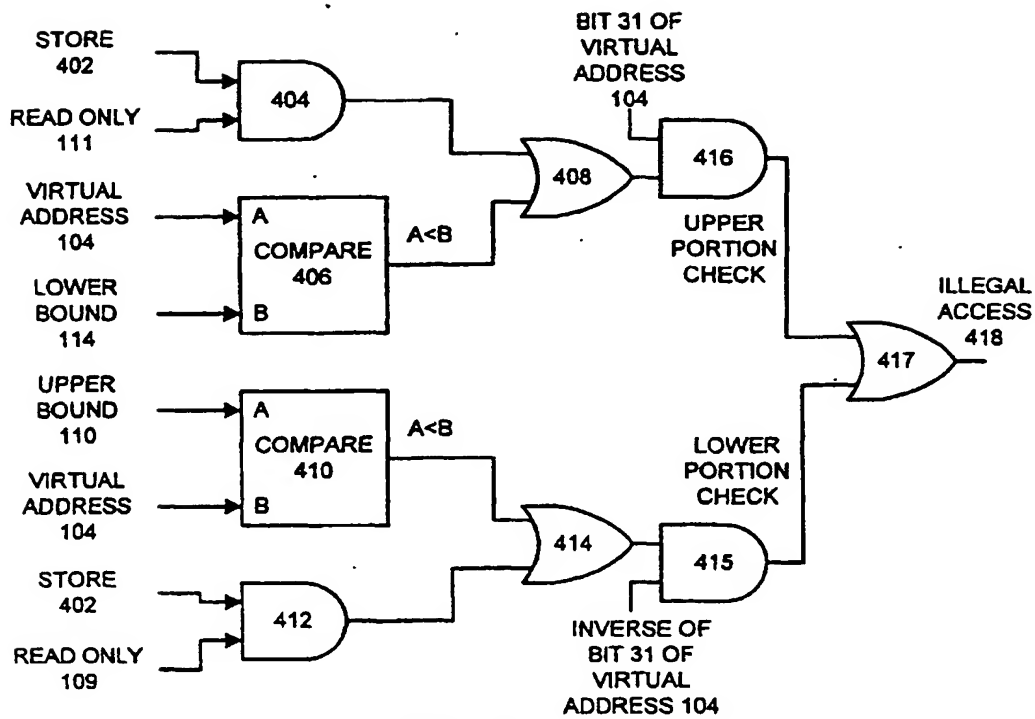 STORE
402
READ ONLY
111
VIRTUAL
ADDRESS
104
LOWER
BOUND
114
UPPER
BOUND
110
VIRTUAL
ADDRESS
104
STORE
402
READ ONLY
109
404
A
COMPARE
406
B
A<B
A
COMPARE
410
B
A<B
412
408
414
BIT 31 OF
VIRTUAL
ADDRESS
104
416
UPPER
PORTION
CHECK
LOWER
PORTION
CHECK
415
INVERSE OF
BIT 31 OF
VIRTUAL
ADDRESS 104
417
ILLEGAL
ACCESS
418